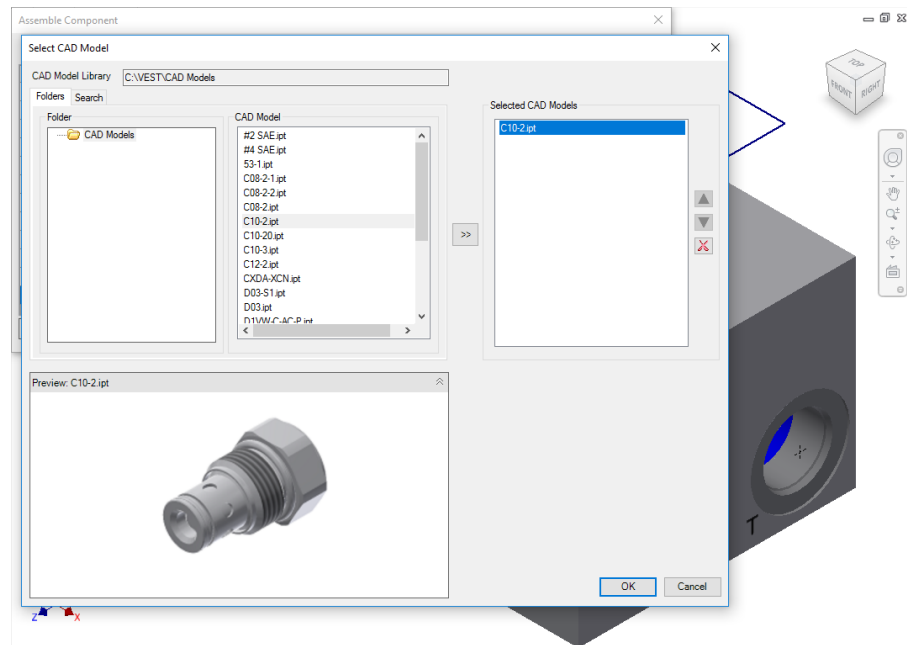 Assemble Component
Select CAD Model
CAD Model Library C:\VEST\CAD Models
Folders Search
Folder
CAD Models
CAD Model
#2 SAE.ipt
#4 SAE.ipt
53-1.ipt
C08-2-1.ipt
C08-2-2.ipt
C08-2.ipt
C10-2.ipt
C10-20.ipt
C10-3.ipt
C12-2.ipt
CXDA-XCN.ipt
D03-S1.ipt
D03.ipt
D1VW-C-AC-P.ipt
>>
Selected CAD Models
C10-2.ipt
Preview: C10-2.ipt
OK Cancel
TOP
FRONT RIGHT
T
Z X